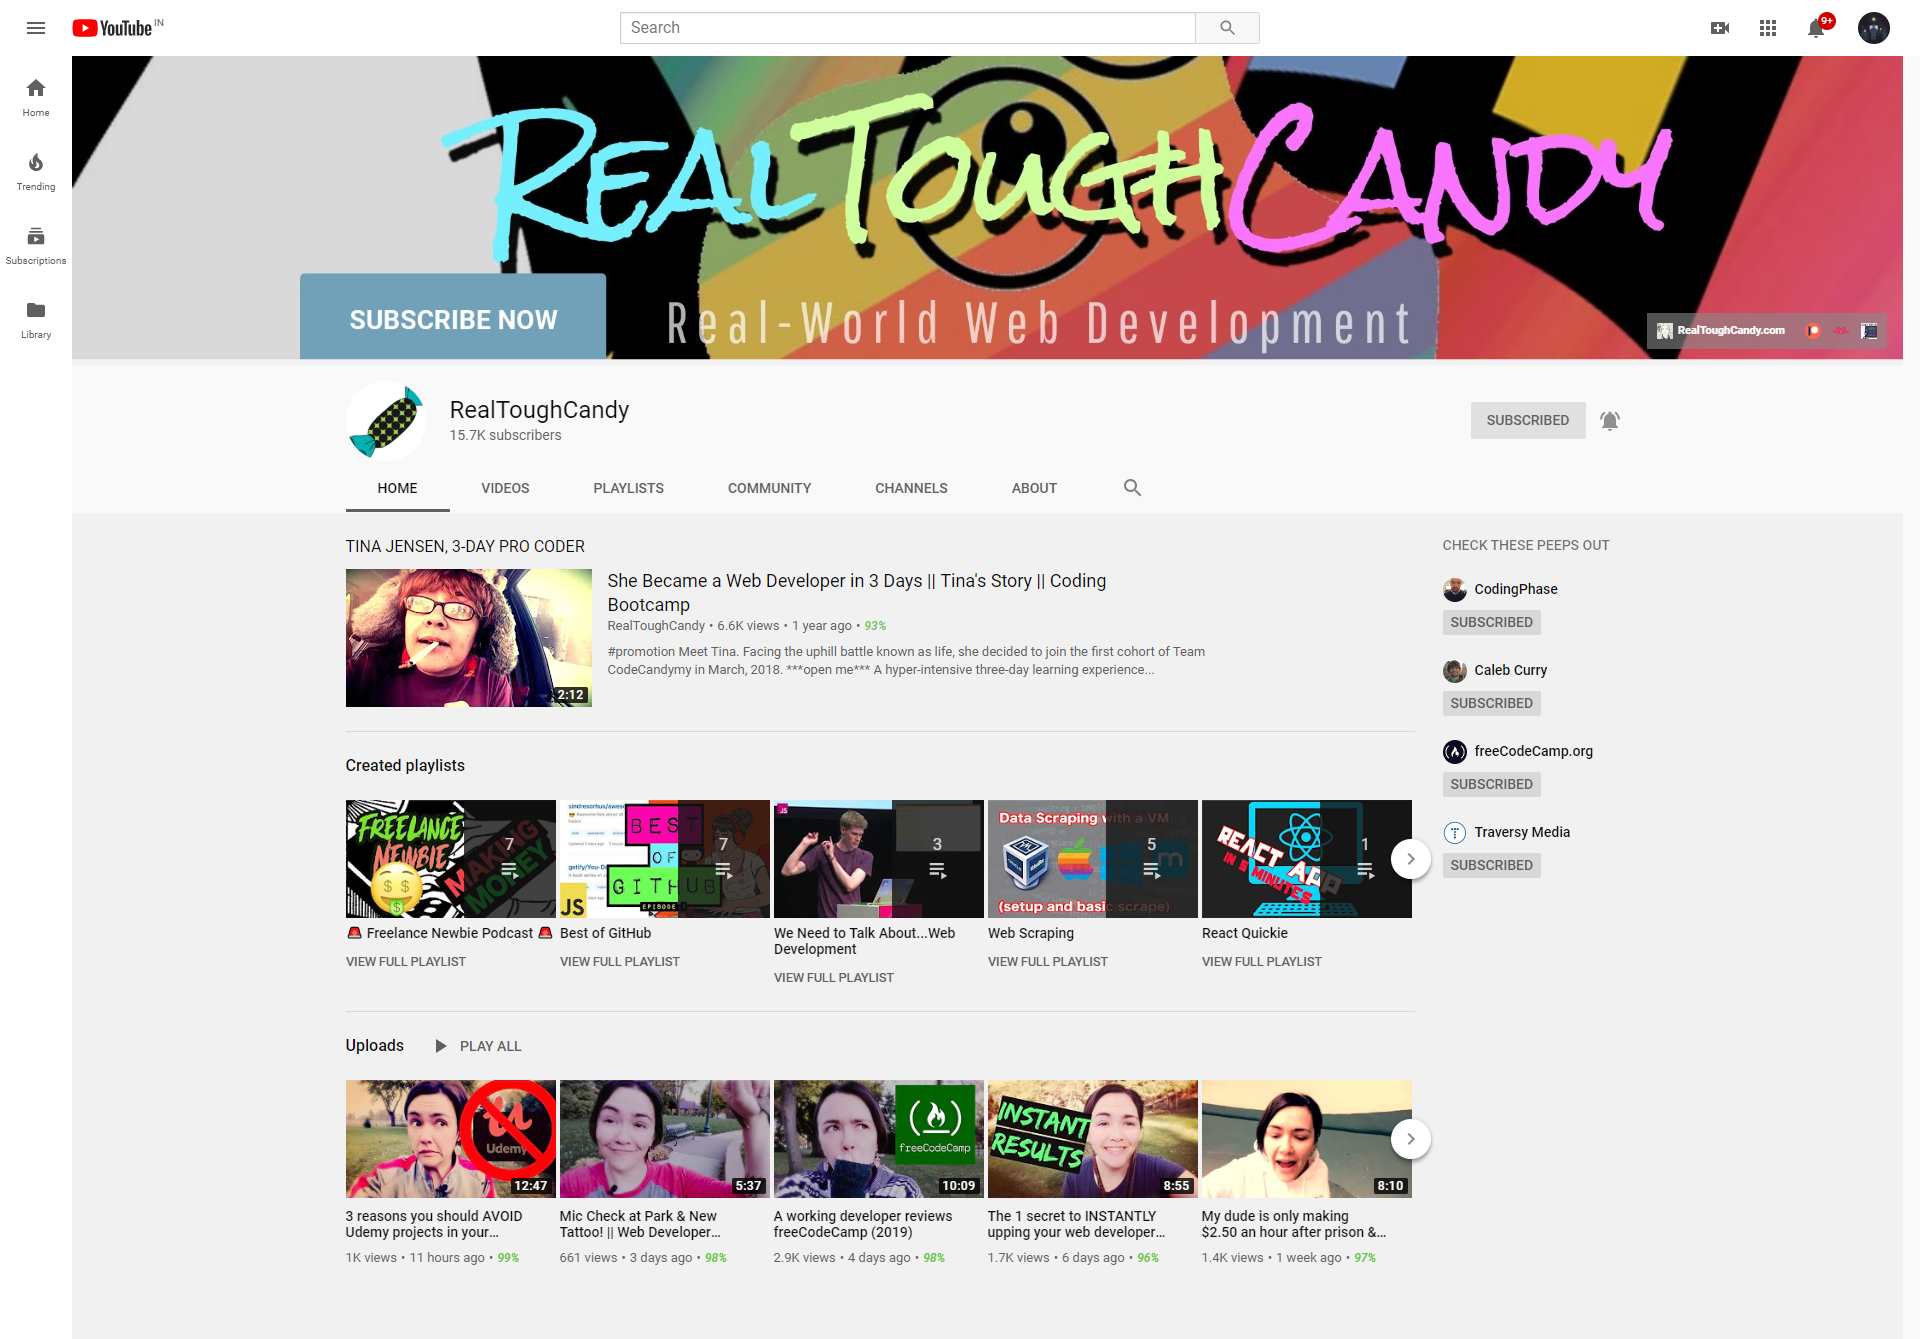 YouTube IN
Search
9+
Home
Trending
Subscriptions
Library
REALTOUGHCANDY
SUBSCRIBE NOW
Real-World Web Development
RealToughCandy.com
RealToughCandy
15.7K subscribers
SUBSCRIBED
HOME
VIDEOS
PLAYLISTS
COMMUNITY
CHANNELS
ABOUT
TINA JENSEN, 3-DAY PRO CODER
2:12
She Became a Web Developer in 3 Days || Tina's Story || Coding
Bootcamp
RealToughCandy • 6.6K views • 1 year ago • 93%
#promotion Meet Tina. Facing the uphill battle known as life, she decided to join the first cohort of Team
CodeCandymy in March, 2018. ***open me*** A hyper-intensive three-day learning experience...
CHECK THESE PEEPS OUT
CodingPhase
SUBSCRIBED
Caleb Curry
SUBSCRIBED
freeCodeCamp.org
SUBSCRIBED
Traversy Media
SUBSCRIBED
Created playlists
FREELANCE
NEWBIE
MAKING
MONEY
7
🚨 Freelance Newbie Podcast 🚨
VIEW FULL PLAYLIST
sindresorhus/awes
BEST
OF
GITHUB
EPISODE
JS
7
Best of GitHub
VIEW FULL PLAYLIST
JS
3
We Need to Talk About...Web
Development
VIEW FULL PLAYLIST
Data Scraping with a VM
(setup and basic scrape)
5
Web Scraping
VIEW FULL PLAYLIST
REACT APP
IN 5 MINUTES
1
React Quickie
VIEW FULL PLAYLIST
Uploads
PLAY ALL
Udemy
12:47
3 reasons you should AVOID
Udemy projects in your...
1K views • 11 hours ago • 99%
5:37
Mic Check at Park & New
Tattoo! || Web Developer...
661 views • 3 days ago • 98%
freeCodeCamp
10:09
A working developer reviews
freeCodeCamp (2019)
2.9K views • 4 days ago • 98%
INSTANT
RESULTS
8:55
The 1 secret to INSTANTLY
upping your web developer...
1.7K views • 6 days ago • 96%
8:10
My dude is only making
$2.50 an hour after prison &...
1.4K views • 1 week ago • 97%